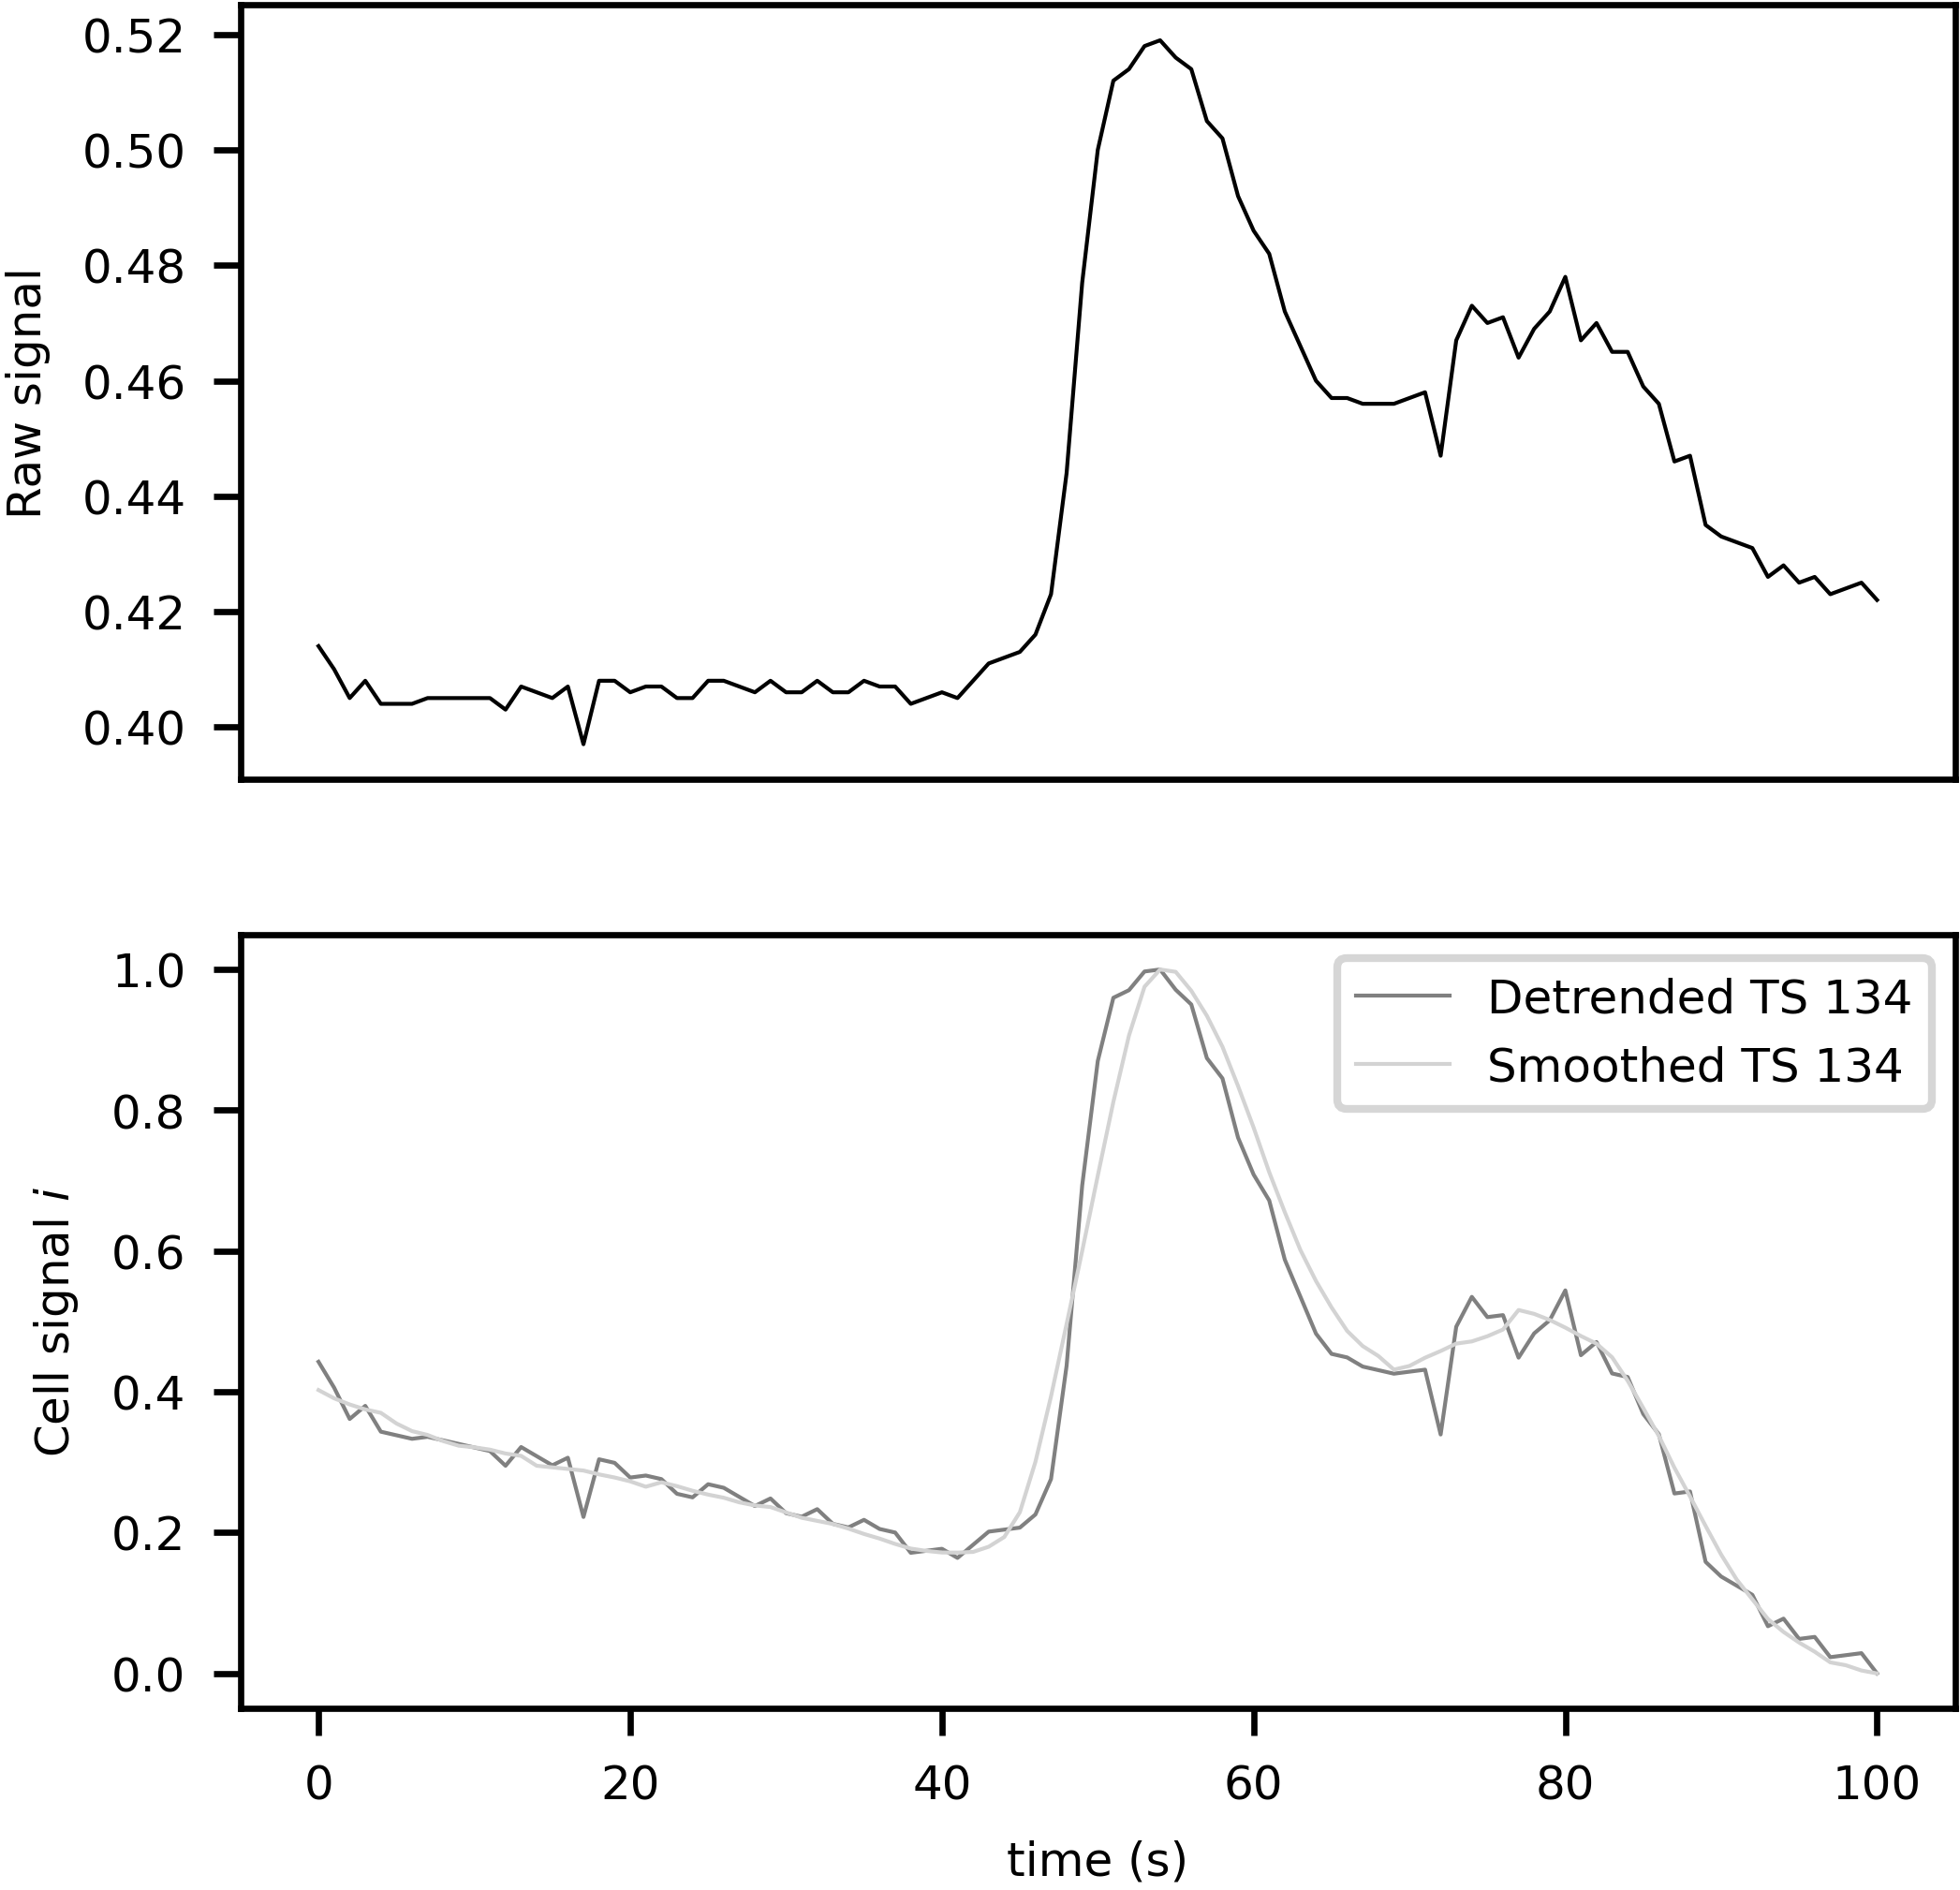 Raw signal
0.52
0.50
0.48
0.46
0.44
0.42
0.40
Cell signal i
1.0
0.8
0.6
0.4
0.2
0.0
Detrended TS 134
Smoothed TS 134
0 20 40 60 80 100
time (s)